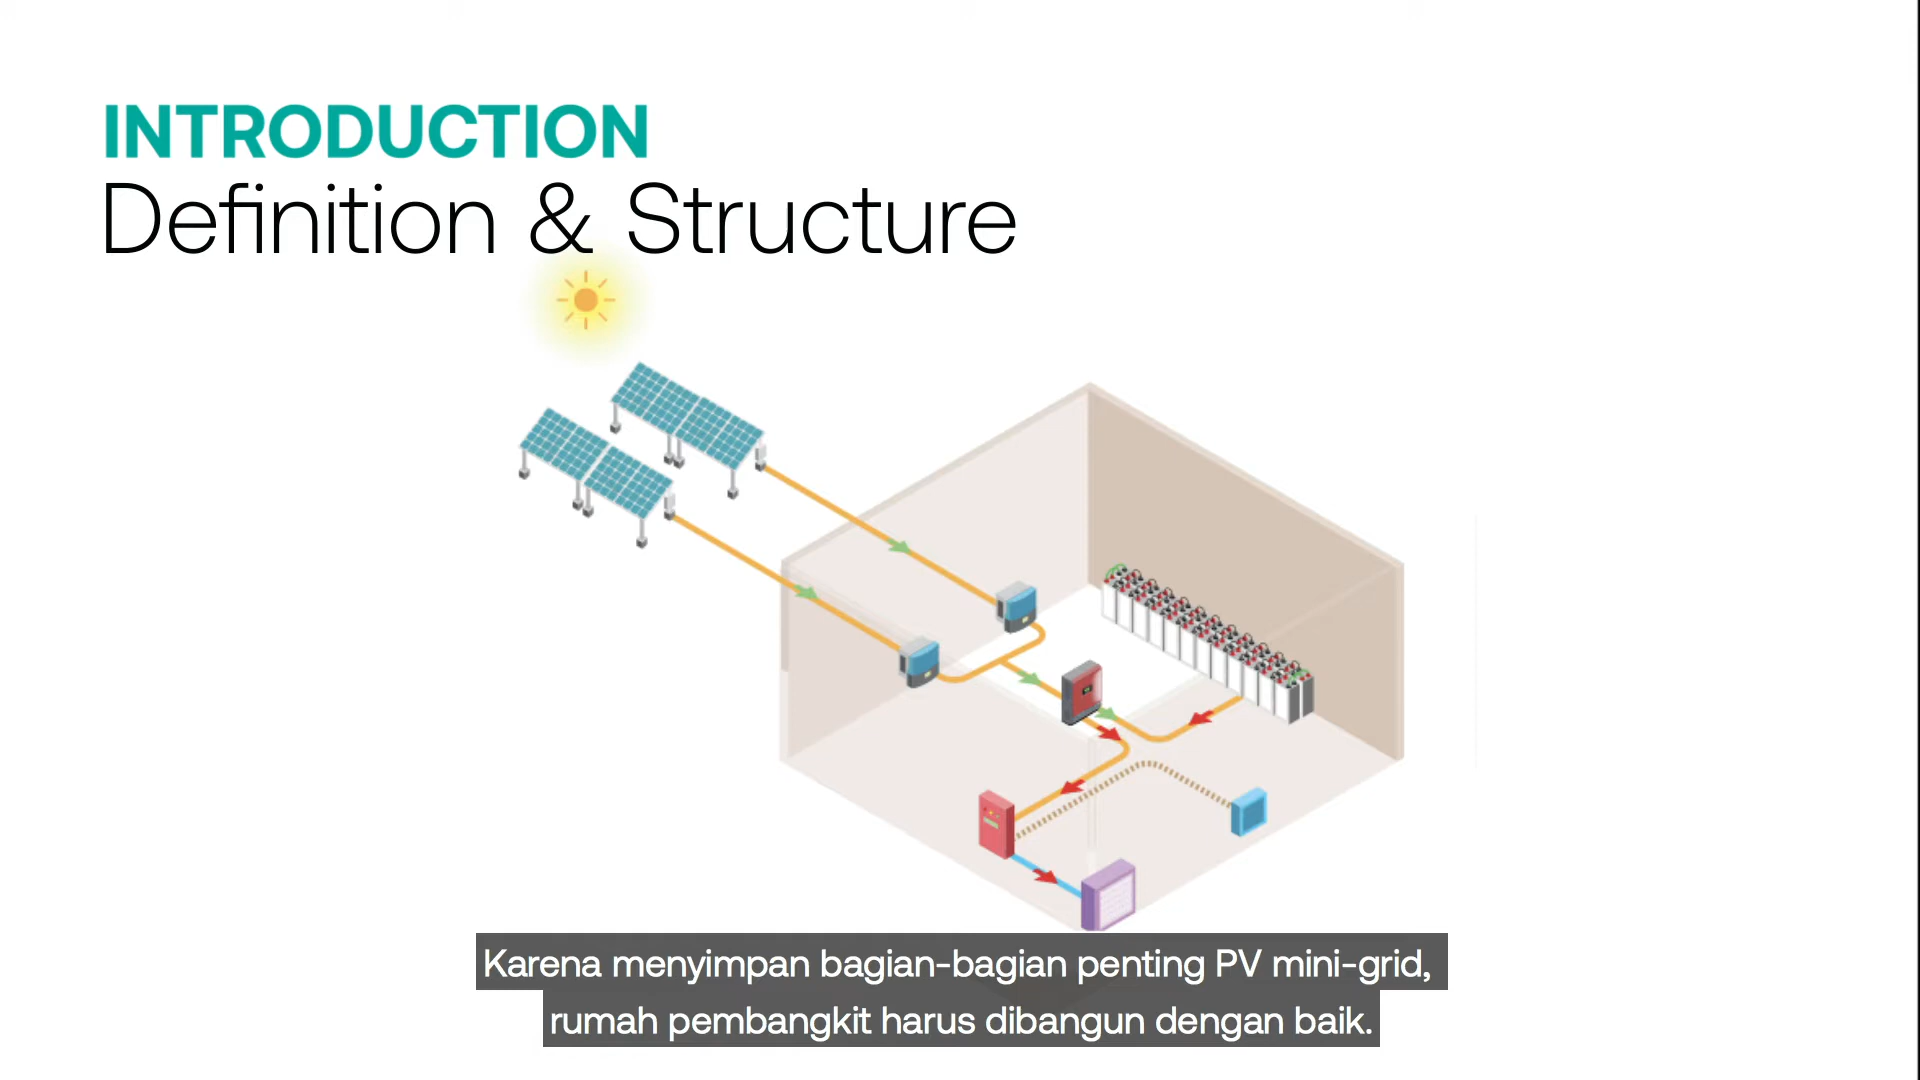 INTRODUCTION
Definition & Structure
Karena menyimpan bagian-bagian penting PV mini-grid,
rumah pembangkit harus dibangun dengan baik.